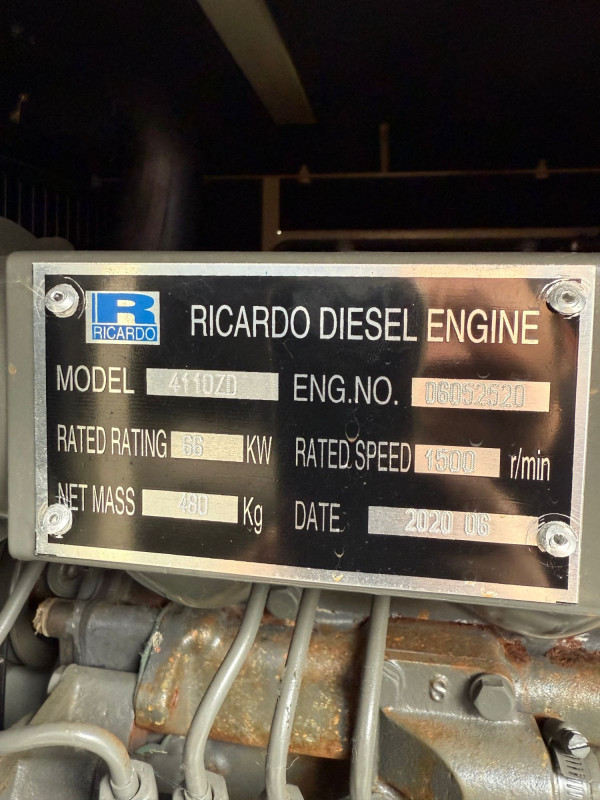 R
RICARDO
RICARDO DIESEL ENGINE
MODEL 4110ZD ENG.NO. 06052520
RATED RATING 66 KW RATED SPEED 1500 r/min
NET MASS 480 Kg DATE 2020 06
S